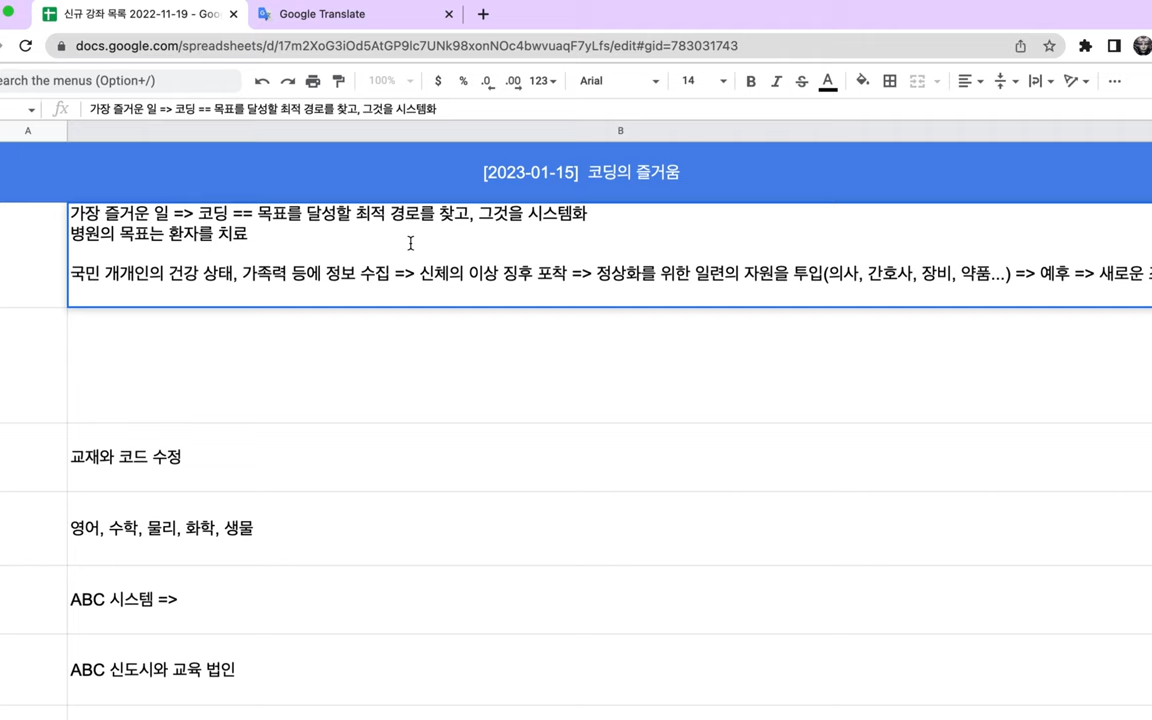 신규 강좌 목록 2022-11-19 - Goo
Google Translate
docs.google.com/spreadsheets/d/17m2XoG3iOd5AtGP9lc7UNk98xonNOc4bwvuaqF7yLfs/edit#gid=783031743
earch the menus (Option+/)
100%
$ % .0 .00 123
Arial
14
B I S A
fx
가장 즐거운 일 => 코딩 == 목표를 달성할 최적 경로를 찾고, 그것을 시스템화
A
B
[2023-01-15] 코딩의 즐거움
가장 즐거운 일 => 코딩 == 목표를 달성할 최적 경로를 찾고, 그것을 시스템화
병원의 목표는 환자를 치료
국민 개개인의 건강 상태, 가족력 등에 정보 수집 => 신체의 이상 징후 포착 => 정상화를 위한 일련의 자원을 투입(의사, 간호사, 장비, 약품...) => 예후 => 새로운
교재와 코드 수정
영어, 수학, 물리, 화학, 생물
ABC 시스템 =>
ABC 신도시와 교육 법인